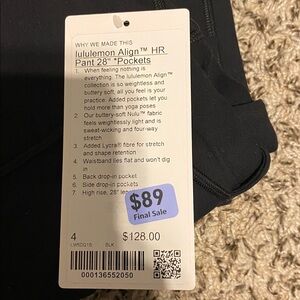 WHY WE MADE THIS
lululemon Align™ HR
Pant 28" *Pockets
1. When feeling nothing is
everything. The lululemon Align™
collection is so weightless and
buttery-soft, all you feel is your
practice. Added pockets let you
hold more than yoga poses
2. Our buttery-soft Nulu™ fabric
feels weightlessly light and is
sweat-wicking and four-way
stretch
3. Added Lycra® fibre for stretch
and shape retention
4. Waistband lies flat and won't dig
in
5. Back drop-in pocket
6. Side drop-in pockets
7. High rise, 28"
$89
Final Sale
4 $128.00
BLK
000136552050